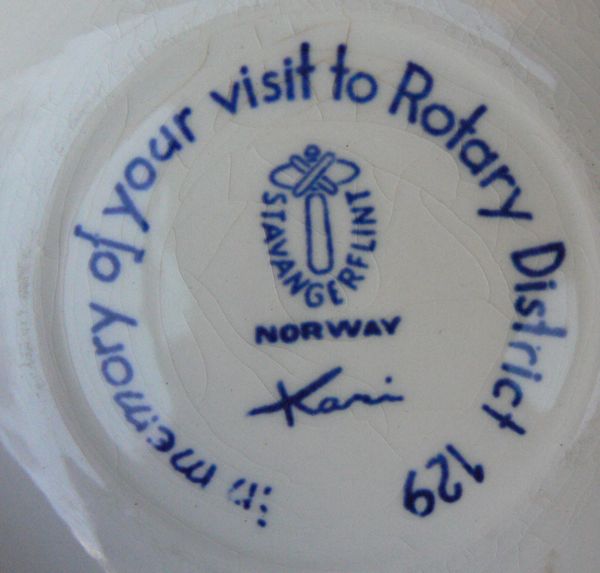 in memory of your visit to Rotary District 129
STAVANGERFLINT
NORWAY
Kari